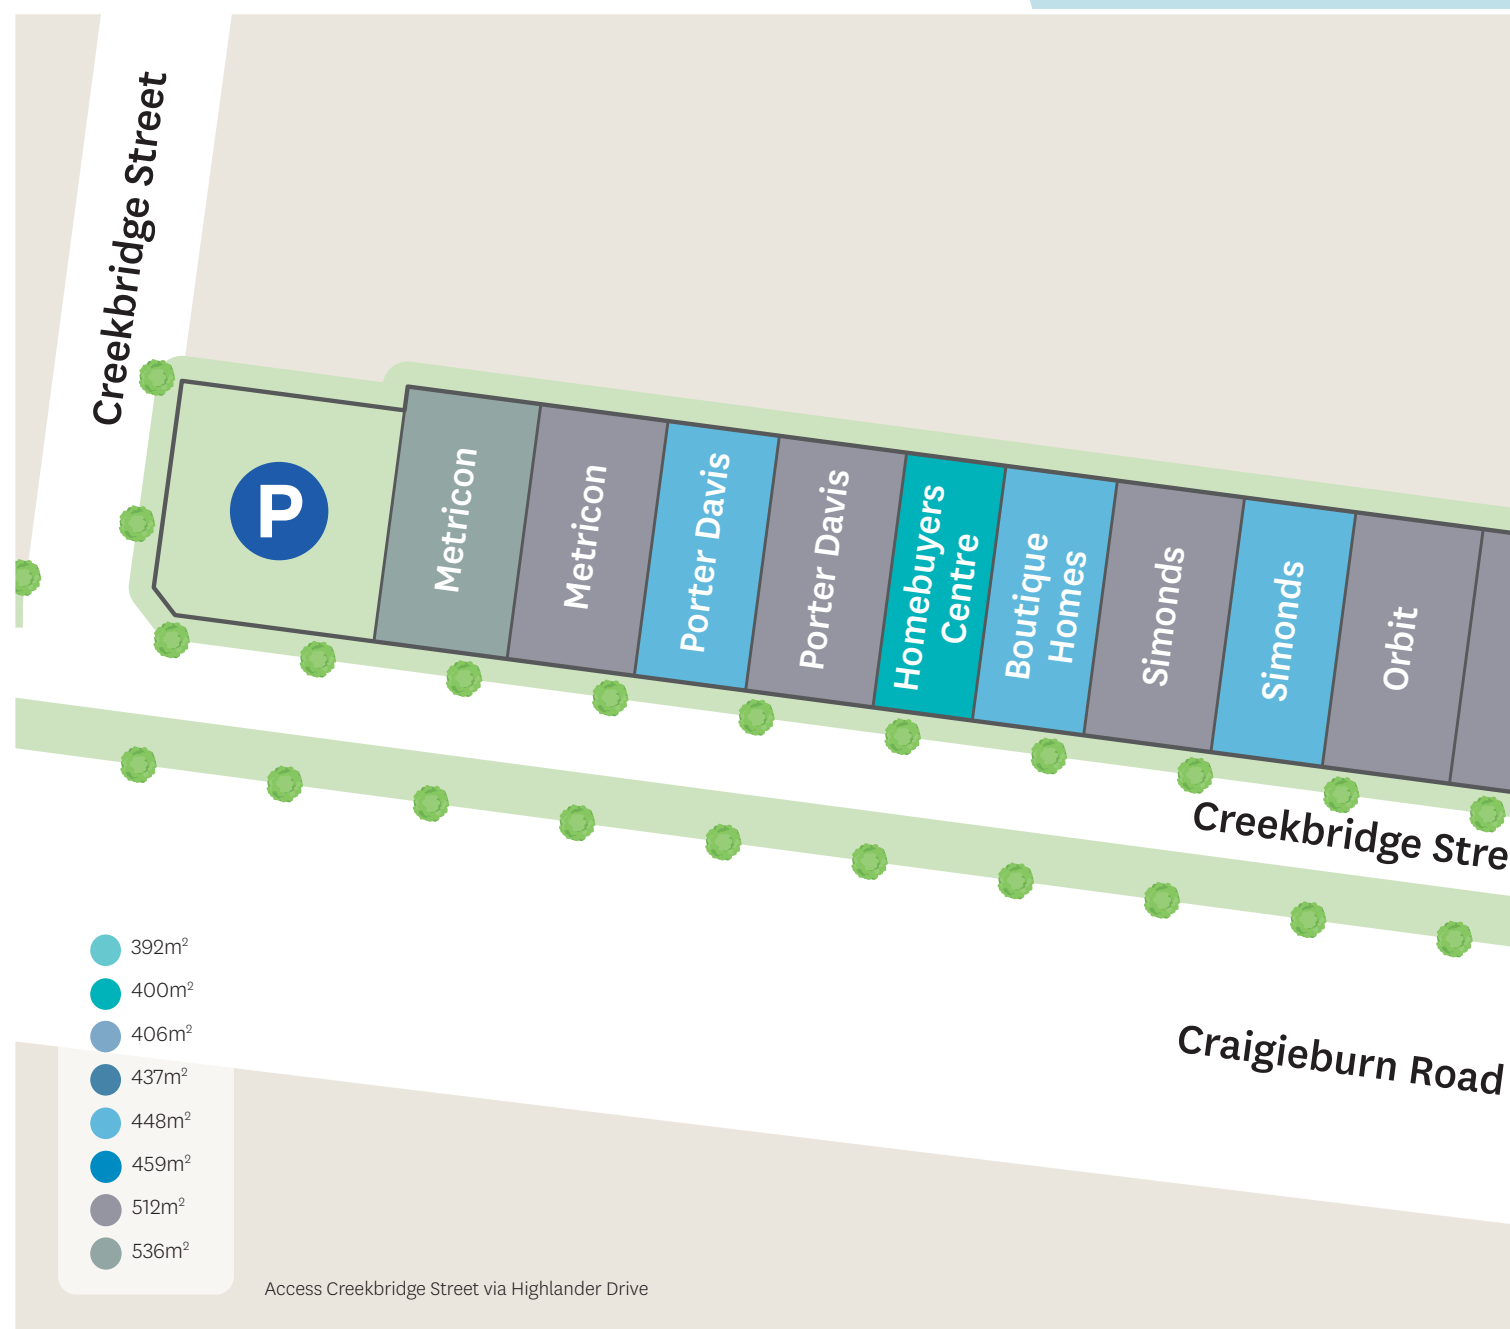 Creekbridge Street
P
Metricon
Metricon
Porter Davis
Porter Davis
Homebuyers
Centre
Boutique
Homes
Simonds
Simonds
Orbit
Creekbridge Stre
Craigieburn Road
392m²
400m²
406m²
437m²
448m²
459m²
512m²
536m²
Access Creekbridge Street via Highlander Drive